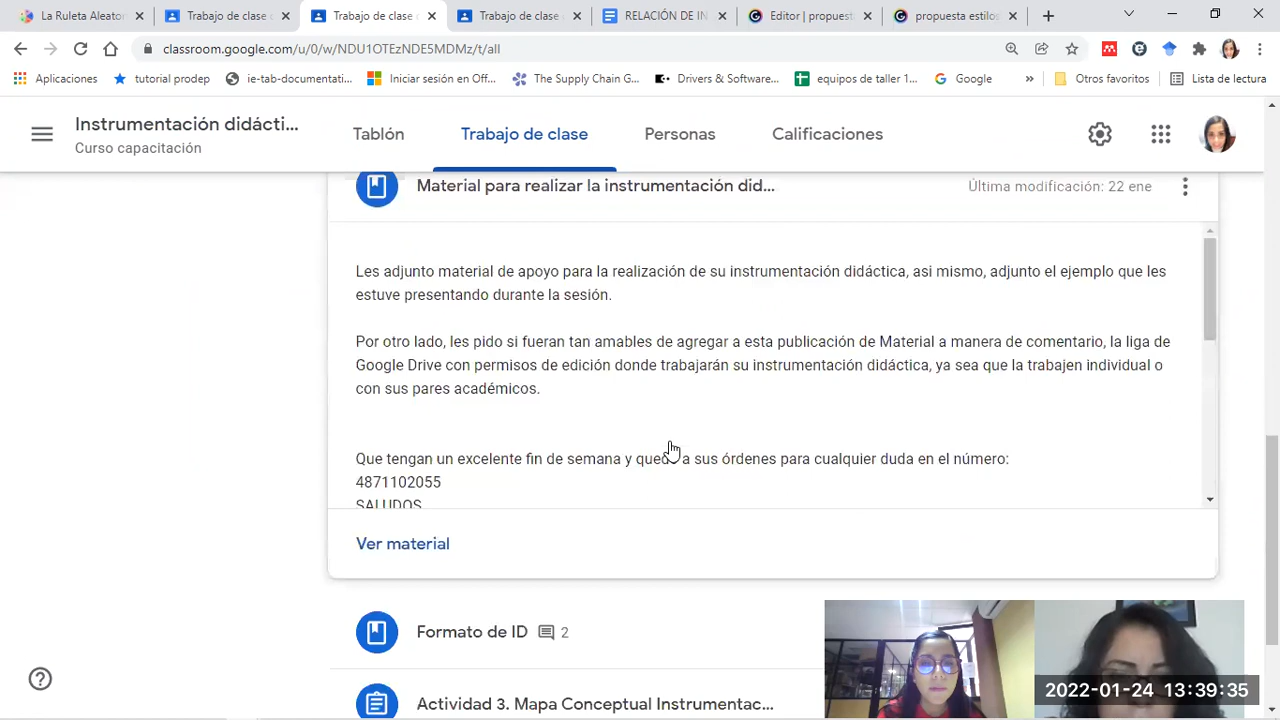 La Ruleta Aleator
Trabajo de clase d
Trabajo de clase d
Trabajo de clase d
RELACIÓN DE IN
Editor | propuest
propuesta estilos
classroom.google.com/u/0/w/NDU1OTEzNDE5MDMz/t/all
Aplicaciones
tutorial prodep
ie-tab-documentati...
Iniciar sesión en Off...
The Supply Chain G...
Drivers & Software...
equipos de taller 1...
Google
»
Otros favoritos
Lista de lectura
Instrumentación didácti...
Curso capacitación
Tablón
Trabajo de clase
Personas
Calificaciones
Material para realizar la instrumentación did...
Última modificación: 22 ene
Les adjunto material de apoyo para la realización de su instrumentación didáctica, asi mismo, adjunto el ejemplo que les
estuve presentando durante la sesión.
Por otro lado, les pido si fueran tan amables de agregar a esta publicación de Material a manera de comentario, la liga de
Google Drive con permisos de edición donde trabajarán su instrumentación didáctica, ya sea que la trabajen individual o
con sus pares académicos.
Que tengan un excelente fin de semana y quedo a sus órdenes para cualquier duda en el número:
4871102055
SALUDOS
Ver material
Formato de ID 2
Actividad 3. Mapa Conceptual Instrumentac...
2022-01-24 13:39:35